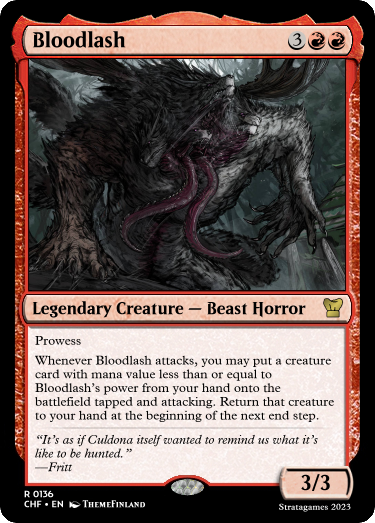 Bloodlash 3
Legendary Creature — Beast Horror
Prowess
Whenever Bloodlash attacks, you may put a creature
card with mana value less than or equal to
Bloodlash's power from your hand onto the
battlefield tapped and attacking. Return that creature
to your hand at the beginning of the next end step.
"It's as if Culdona itself wanted to remind us what it's
like to be hunted."
—Fritt
3/3
R 0136
CHF • EN ThemeFinland
Stratagames 2023